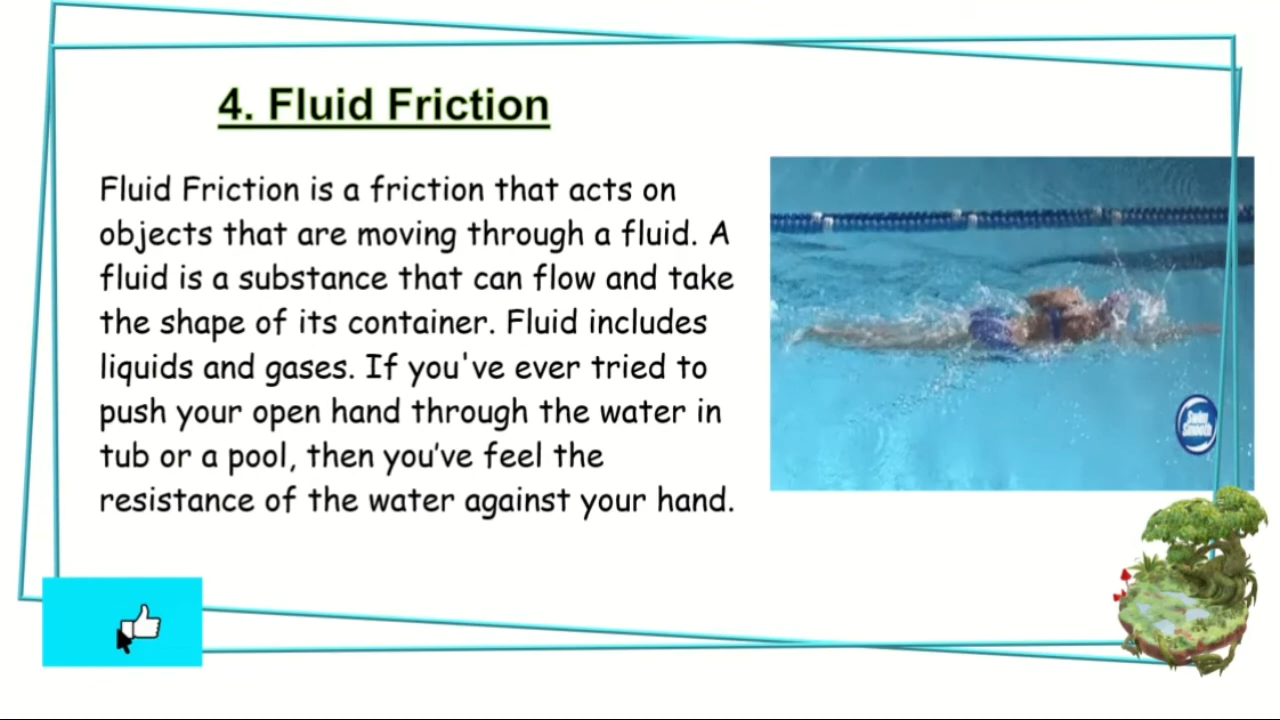 4. Fluid Friction
Fluid Friction is a friction that acts on
objects that are moving through a fluid. A
fluid is a substance that can flow and take
the shape of its container. Fluid includes
liquids and gases. If you've ever tried to
push your open hand through the water in
tub or a pool, then you’ve feel the
resistance of the water against your hand.
Swim
Smooth